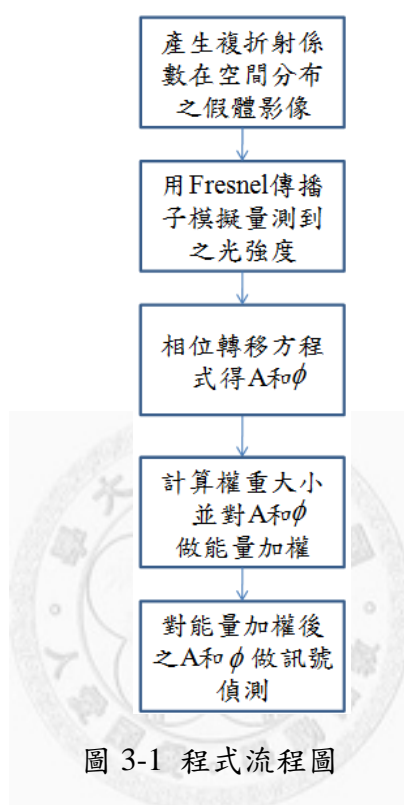 產生複折射係
數在空間分布
之假體影像
用Fresnel傳播
子模擬量測到
之光強度
相位轉移方程
式得A和ϕ
計算權重大小
並對A和ϕ
做能量加權
對能量加權後
之A和ϕ做訊號
偵測
圖 3-1 程式流程圖